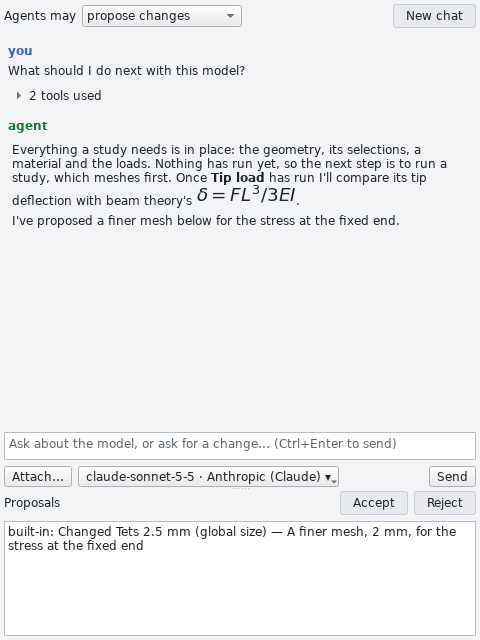 Agents may propose changes New chat
you
What should I do next with this model?
2 tools used
agent
Everything a study needs is in place: the geometry, its selections, a
material and the loads. Nothing has run yet, so the next step is to run a
study, which meshes first. Once Tip load has run I'll compare its tip
deflection with beam theory's δ = FL³/3EI.
I've proposed a finer mesh below for the stress at the fixed end.
Ask about the model, or ask for a change... (Ctrl+Enter to send)
Attach... claude-sonnet-5-5 · Anthropic (Claude) ▾ Send
Proposals Accept Reject
built-in: Changed Tets 2.5 mm (global size) — A finer mesh, 2 mm, for the
stress at the fixed end